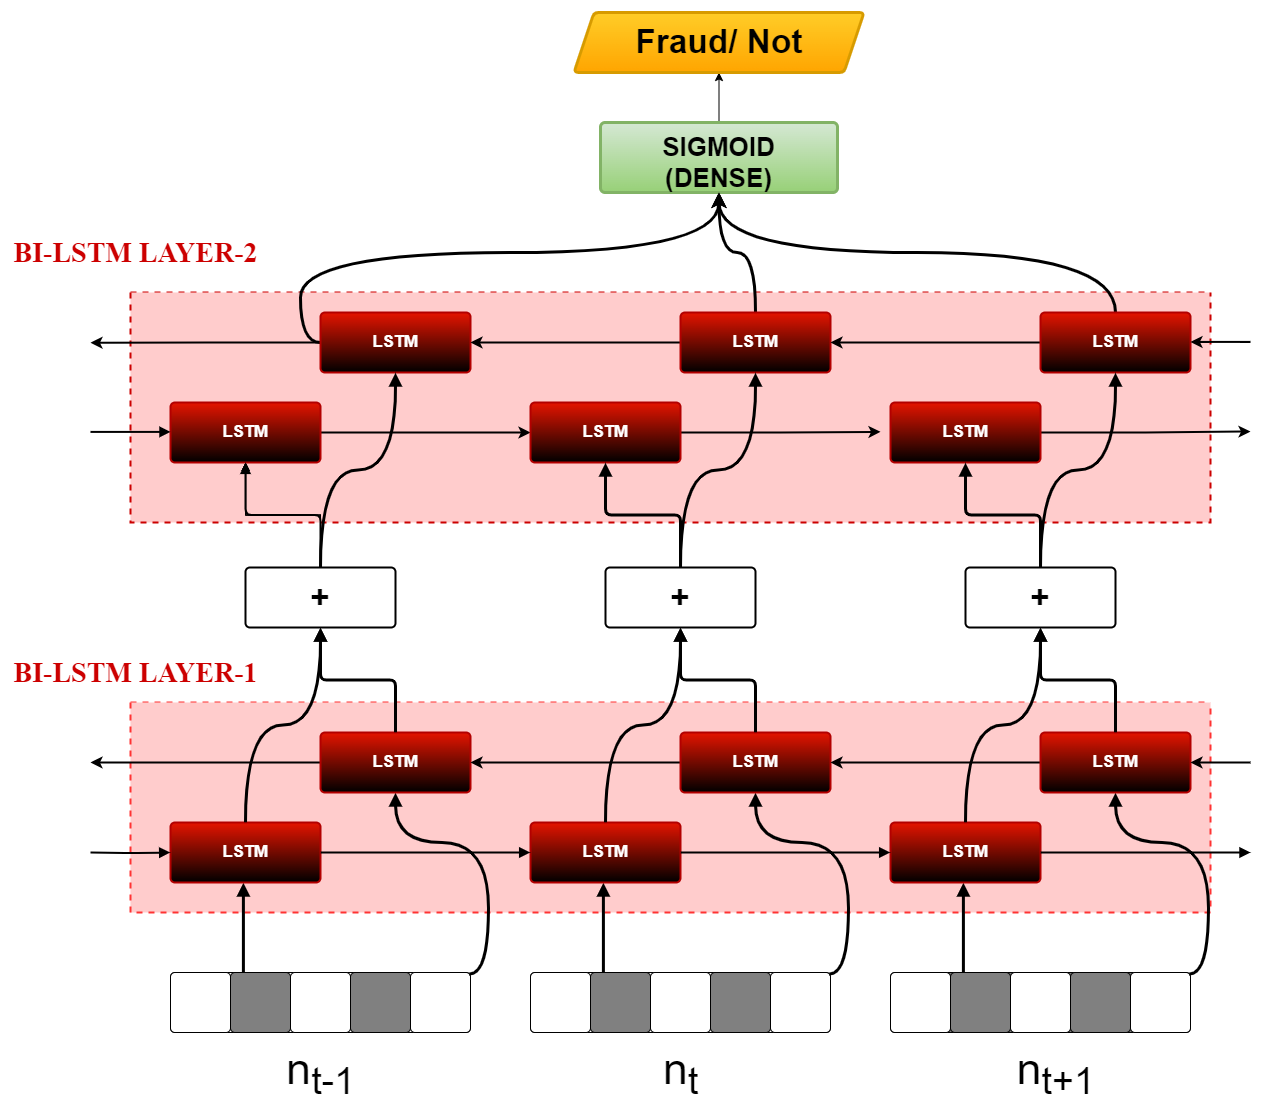 Fraud/ Not
SIGMOID
(DENSE)
BI-LSTM LAYER-2
LSTM
LSTM
LSTM
LSTM
LSTM
LSTM
+
+
+
BI-LSTM LAYER-1
LSTM
LSTM
LSTM
LSTM
LSTM
LSTM
n_{t-1}
n_t
n_{t+1}